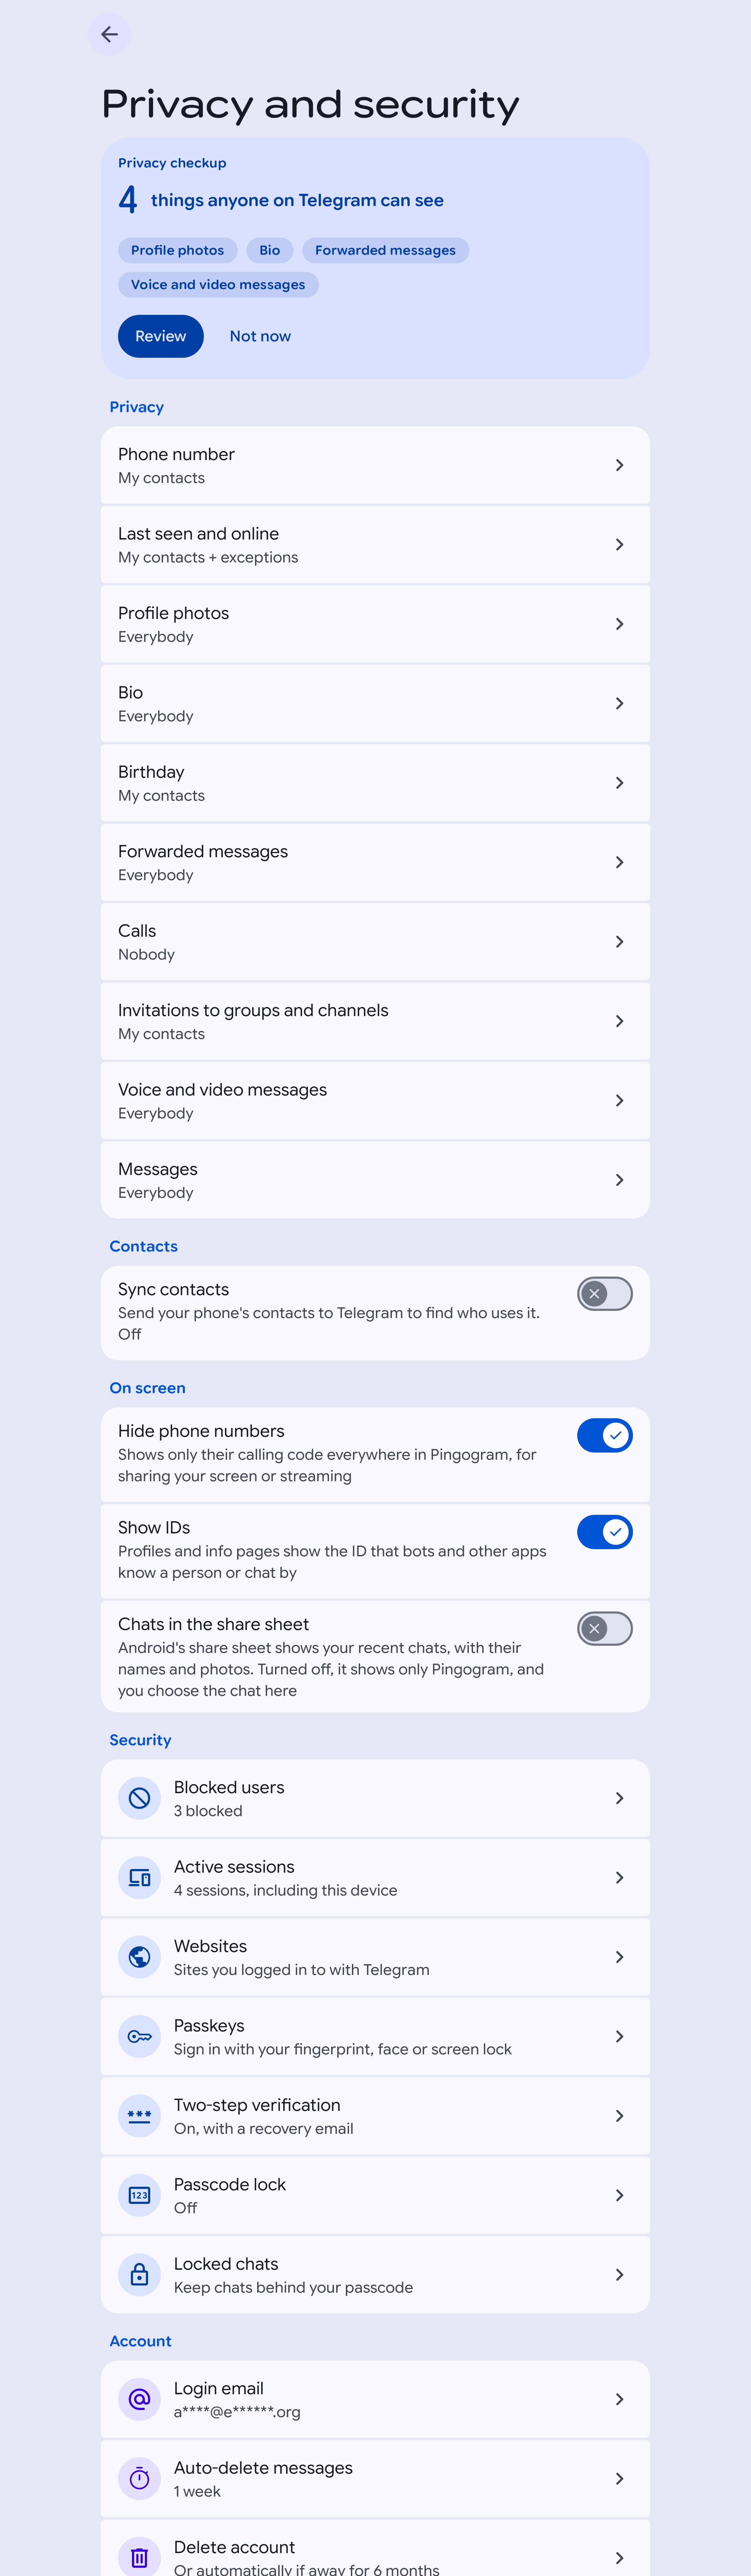 Privacy and security
Privacy checkup
4 things anyone on Telegram can see
Profile photos
Bio
Forwarded messages
Voice and video messages
Review
Not now
Privacy
Phone number
My contacts
Last seen and online
My contacts + exceptions
Profile photos
Everybody
Bio
Everybody
Birthday
My contacts
Forwarded messages
Everybody
Calls
Nobody
Invitations to groups and channels
My contacts
Voice and video messages
Everybody
Messages
Everybody
Contacts
Sync contacts
Send your phone's contacts to Telegram to find who uses it.
Off
On screen
Hide phone numbers
Shows only their calling code everywhere in Pingogram, for
sharing your screen or streaming
Show IDs
Profiles and info pages show the ID that bots and other apps
know a person or chat by
Chats in the share sheet
Android's share sheet shows your recent chats, with their
names and photos. Turned off, it shows only Pingogram, and
you choose the chat here
Security
Blocked users
3 blocked
Active sessions
4 sessions, including this device
Websites
Sites you logged in to with Telegram
Passkeys
Sign in with your fingerprint, face or screen lock
Two-step verification
On, with a recovery email
123
Passcode lock
Off
Locked chats
Keep chats behind your passcode
Account
Login email
a****@e******.org
Auto-delete messages
1 week
Delete account
Or automatically if away for 6 months